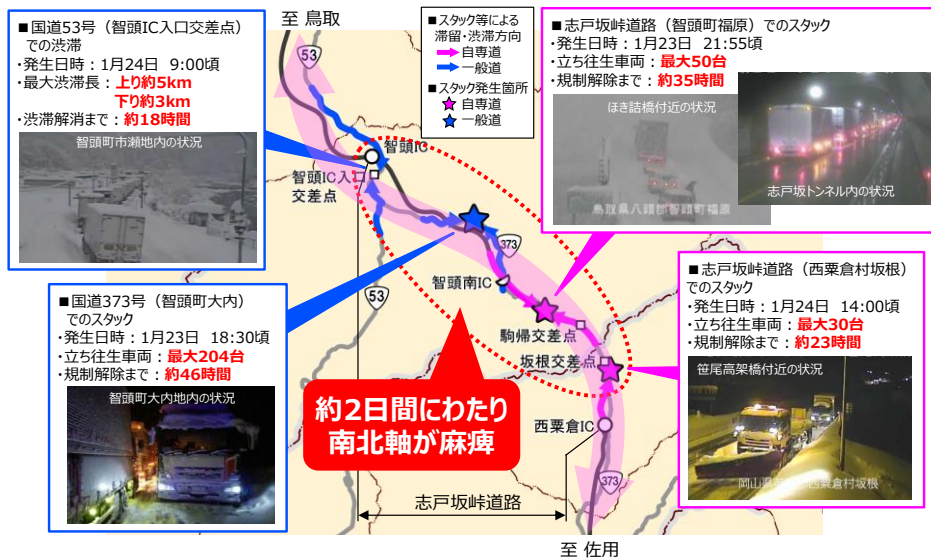 ■国道53号（智頭IC入口交差点）
での渋滞
・発生日時：1月24日 9:00頃
・最大渋滞長：上り約5km
下り約3km
・渋滞解消まで：約18時間
智頭町市瀬地内の状況
至 鳥取
53
■スタック等による
滞留・渋滞方向
自専道
一般道
■スタック発生箇所
自専道
一般道
■志戸坂峠道路（智頭町福原）
でのスタック
・発生日時：1月23日 21:55頃
・立ち往生車両：最大50台
・規制解除まで：約35時間
ほき詰橋付近の状況
鳥取県八頭郡智頭町福原
志戸坂トンネル内の状況
智頭IC
智頭IC入口
交差点
373
智頭南IC
53
駒帰交差点
坂根交差点
西粟倉IC
373
■国道373号（智頭町大内）
でのスタック
・発生日時：1月23日 18:30頃
・立ち往生車両：最大204台
・規制解除まで：約46時間
智頭町大内地内の状況
約2日間にわたり
南北軸が麻痺
■志戸坂峠道路（西粟倉村坂根）
でのスタック
・発生日時：1月24日 14:00頃
・立ち往生車両：最大30台
・規制解除まで：約23時間
笹尾高架橋付近の状況
岡山県
西粟倉村坂根
志戸坂峠道路
至 佐用